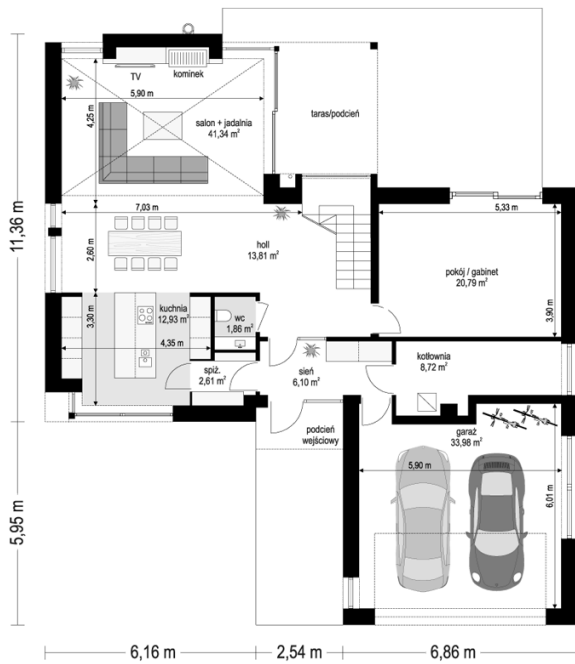 TV
kominek
5,90 m
4,25 m
salon + jadalnia
41,34 m²
taras/podcień
7,03 m
5,33 m
11,36 m
2,60 m
holl
13,81 m²
pokój / gabinet
20,79 m²
3,90 m
3,30 m
kuchnia
12,93 m²
wc
1,86 m²
4,35 m
spiż.
2,61 m²
sień
6,10 m²
kotłownia
8,72 m²
podcień
wejściowy
garaż
33,98 m²
5,90 m
6,01 m
5,95 m
6,16 m
2,54 m
6,86 m